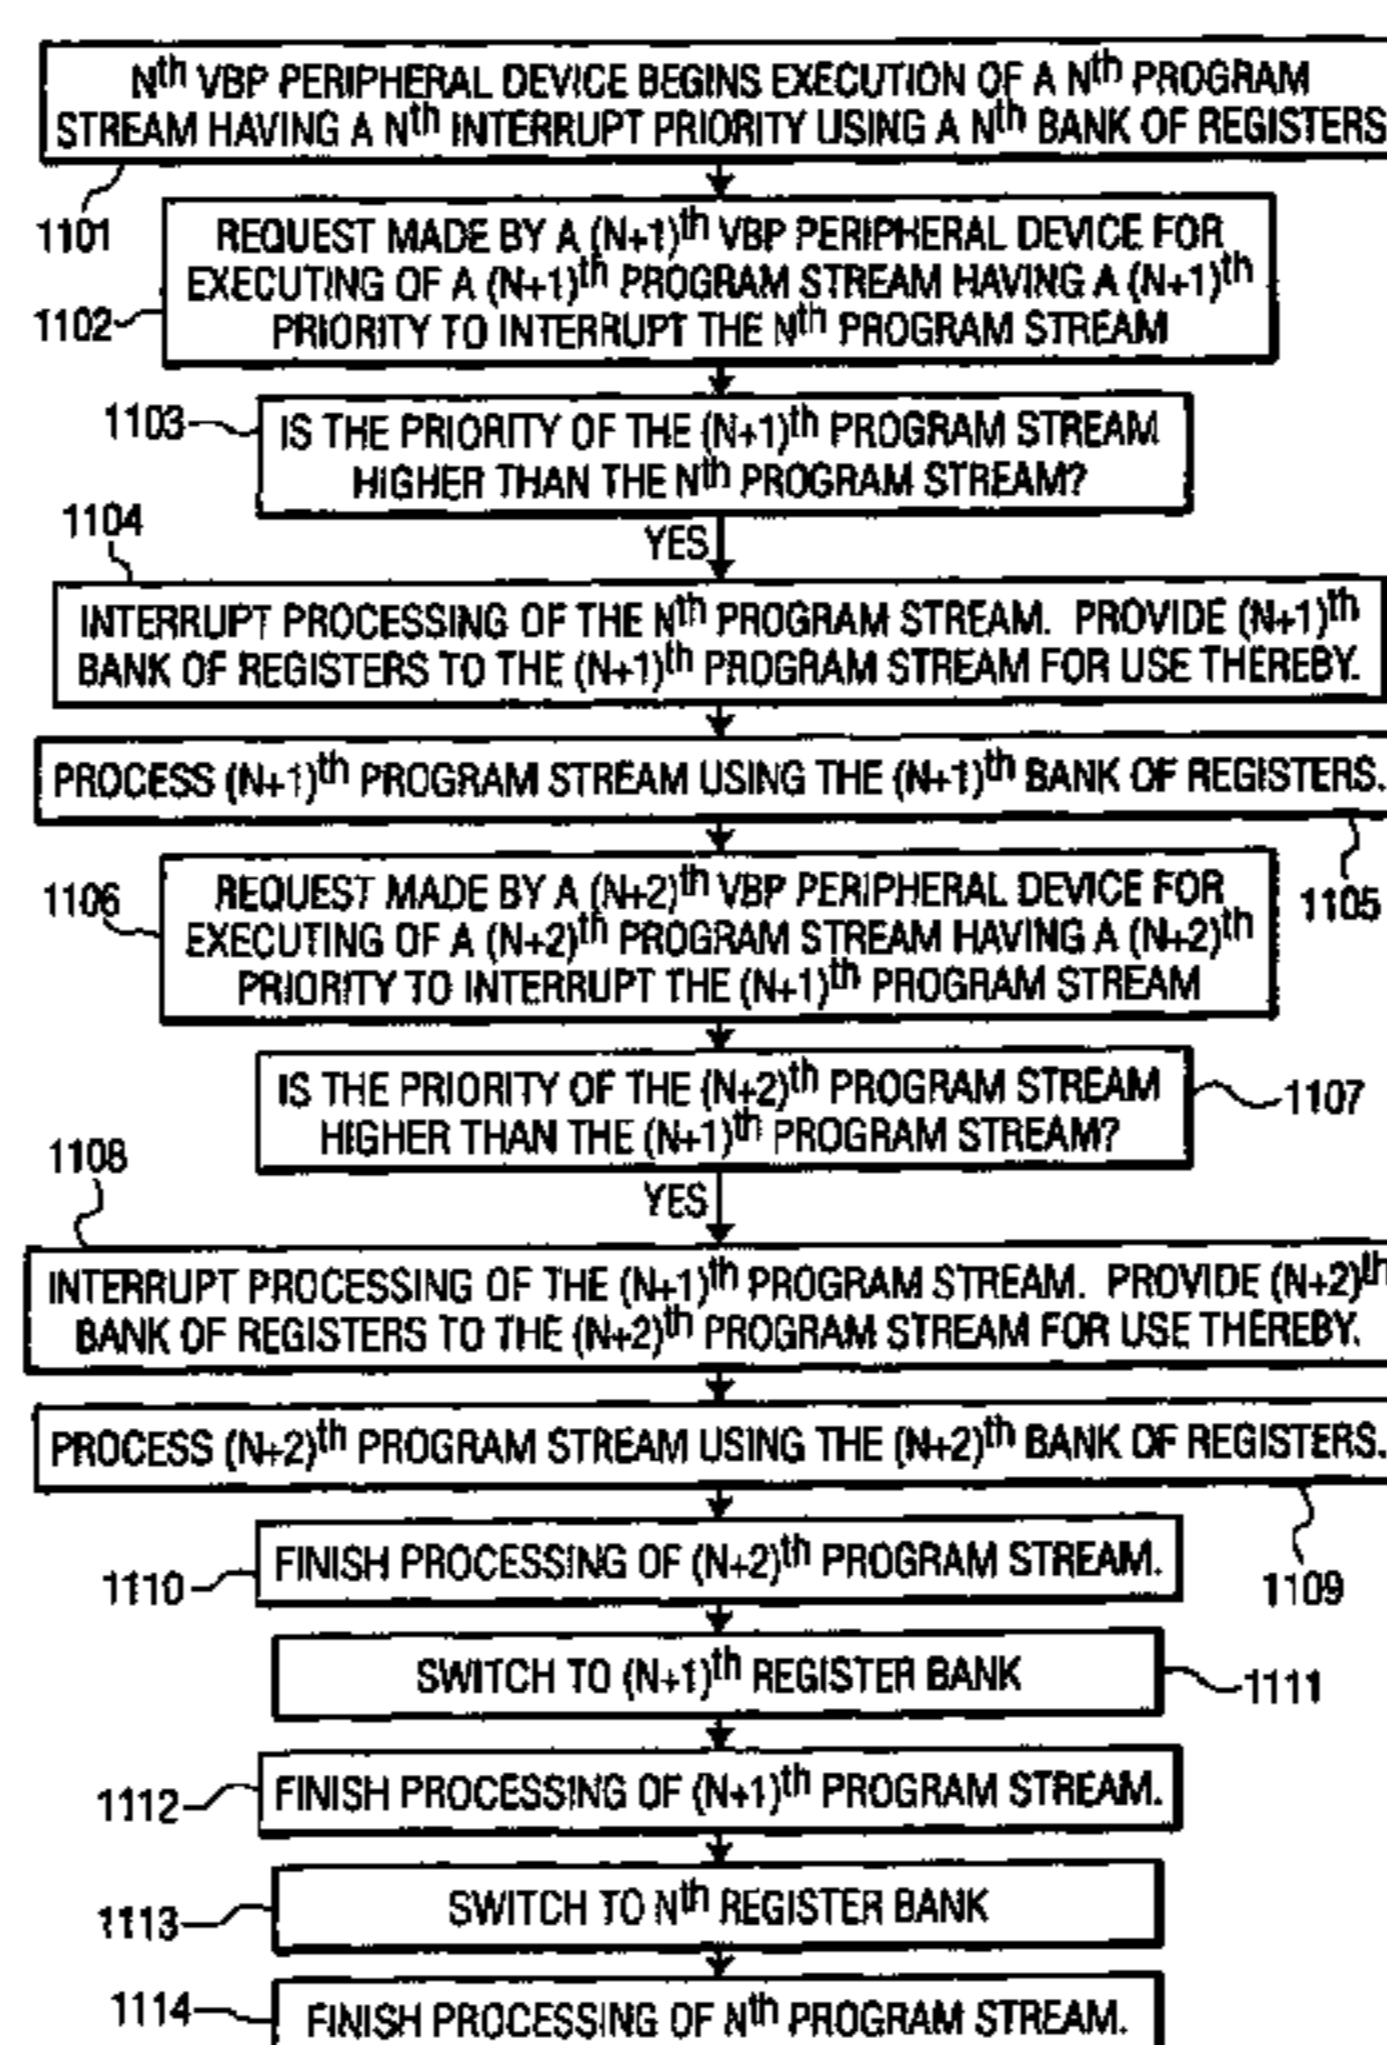 Nth VBP PERIPHERAL DEVICE BEGINS EXECUTION OF A Nth PROGRAM
STREAM HAVING A Nth INTERRUPT PRIORITY USING A Nth BANK OF REGISTERS
1101
REQUEST MADE BY A (N+1)th VBP PERIPHERAL DEVICE FOR
EXECUTING OF A (N+1)th PROGRAM STREAM HAVING A (N+1)th
PRIORITY TO INTERRUPT THE Nth PROGRAM STREAM
1102
1103
IS THE PRIORITY OF THE (N+1)th PROGRAM STREAM
HIGHER THAN THE Nth PROGRAM STREAM?
YES
1104
INTERRUPT PROCESSING OF THE Nth PROGRAM STREAM. PROVIDE (N+1)th
BANK OF REGISTERS TO THE (N+1)th PROGRAM STREAM FOR USE THEREBY.
PROCESS (N+1)th PROGRAM STREAM USING THE (N+1)th BANK OF REGISTERS.
1105
1106
REQUEST MADE BY A (N+2)th VBP PERIPHERAL DEVICE FOR
EXECUTING OF A (N+2)th PROGRAM STREAM HAVING A (N+2)th
PRIORITY TO INTERRUPT THE (N+1)th PROGRAM STREAM
IS THE PRIORITY OF THE (N+2)th PROGRAM STREAM
HIGHER THAN THE (N+1)th PROGRAM STREAM?
1107
YES
1108
INTERRUPT PROCESSING OF THE (N+1)th PROGRAM STREAM. PROVIDE (N+2)th
BANK OF REGISTERS TO THE (N+2)th PROGRAM STREAM FOR USE THEREBY.
PROCESS (N+2)th PROGRAM STREAM USING THE (N+2)th BANK OF REGISTERS.
1109
FINISH PROCESSING OF (N+2)th PROGRAM STREAM.
1110
SWITCH TO (N+1)th REGISTER BANK
1111
FINISH PROCESSING OF (N+1)th PROGRAM STREAM.
1112
SWITCH TO Nth REGISTER BANK
1113
FINISH PROCESSING OF Nth PROGRAM STREAM.
1114